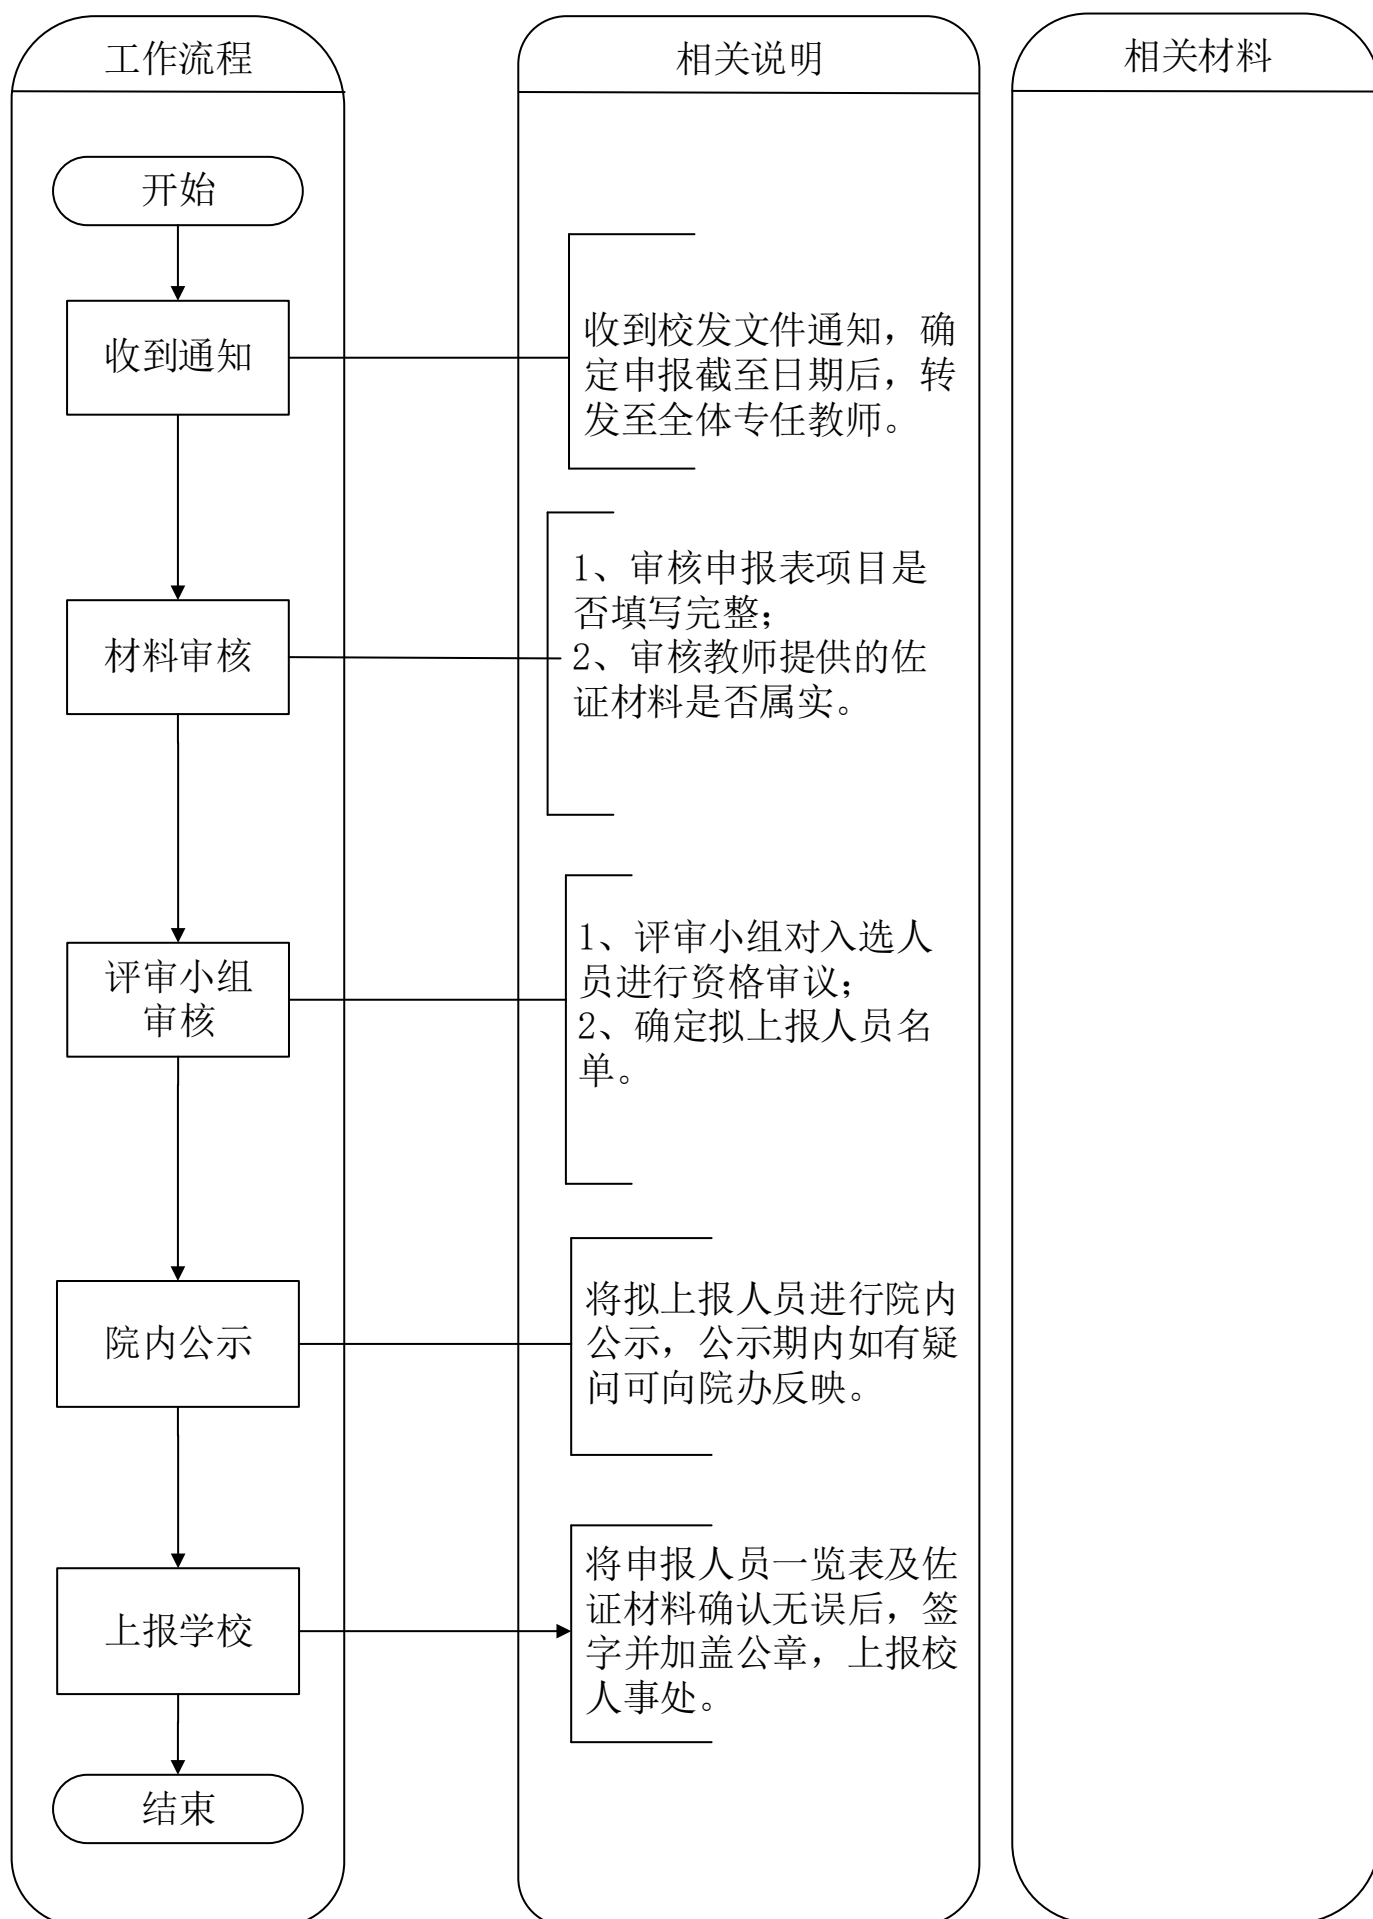 工作流程
相关说明
相关材料
开始
收到通知
收到校发文件通知，确
定申报截至日期后，转
发至全体专任教师。
材料审核
1、审核申报表项目是
否填写完整；
2、审核教师提供的佐
证材料是否属实。
评审小组
审核
1、评审小组对入选人
员进行资格审议；
2、确定拟上报人员名
单。
院内公示
将拟上报人员进行院内
公示，公示期内如有疑
问可向院办反映。
上报学校
将申报人员一览表及佐
证材料确认无误后，签
字并加盖公章，上报校
人事处。
结束